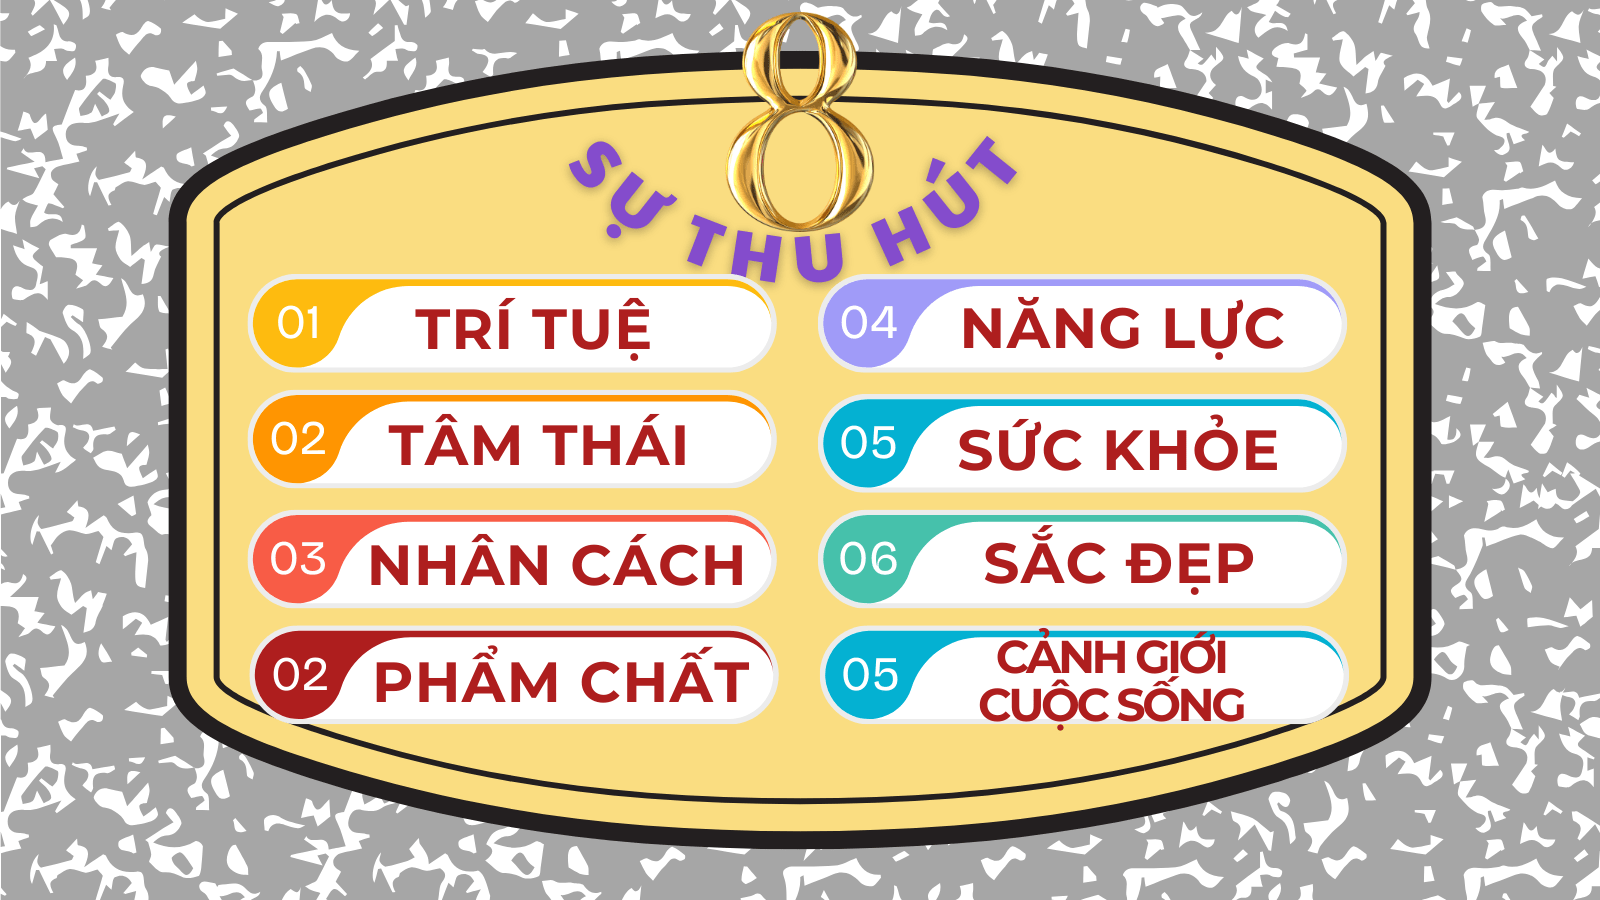 8
SỰ THU HÚT
01 TRÍ TUỆ
02 TÂM THÁI
03 NHÂN CÁCH
02 PHẨM CHẤT
04 NĂNG LỰC
05 SỨC KHỎE
06 SẮC ĐẸP
05 CẢNH GIỚI
CUỘC SỐNG